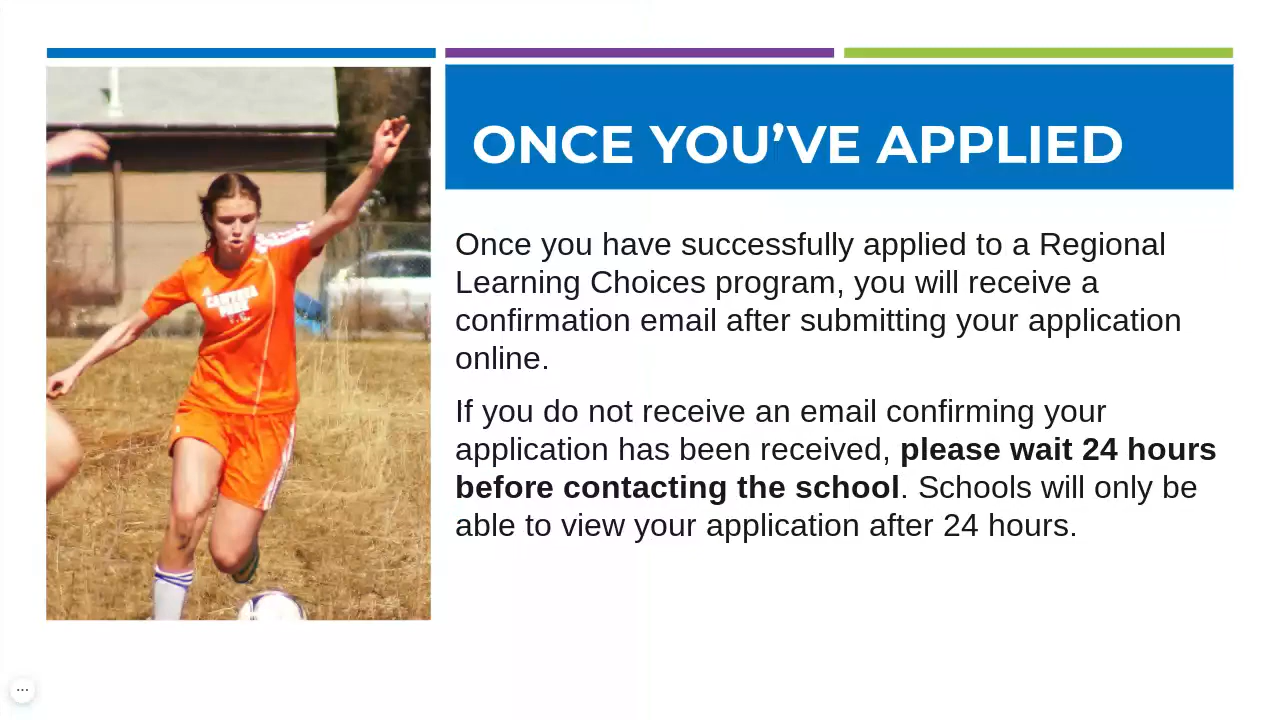 ONCE YOU’VE APPLIED
Once you have successfully applied to a Regional
Learning Choices program, you will receive a
confirmation email after submitting your application
online.
If you do not receive an email confirming your
application has been received, please wait 24 hours
before contacting the school. Schools will only be
able to view your application after 24 hours.